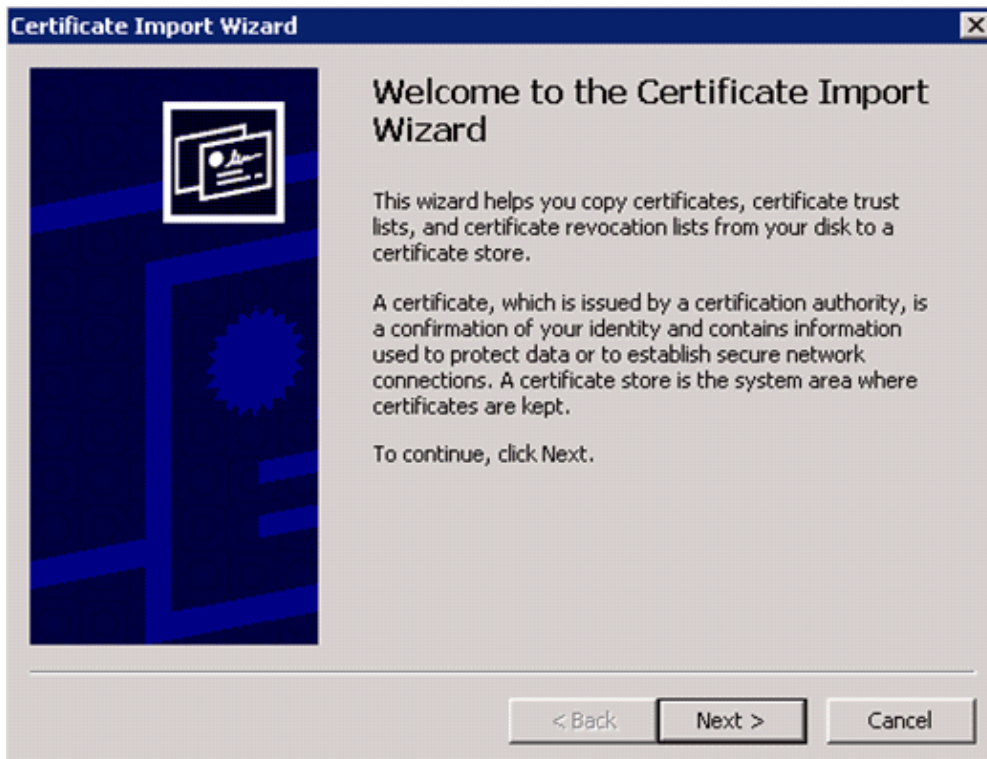 Certificate Import Wizard
Welcome to the Certificate Import
Wizard
This wizard helps you copy certificates, certificate trust
lists, and certificate revocation lists from your disk to a
certificate store.
A certificate, which is issued by a certification authority, is
a confirmation of your identity and contains information
used to protect data or to establish secure network
connections. A certificate store is the system area where
certificates are kept.
To continue, click Next.
< Back
Next >
Cancel